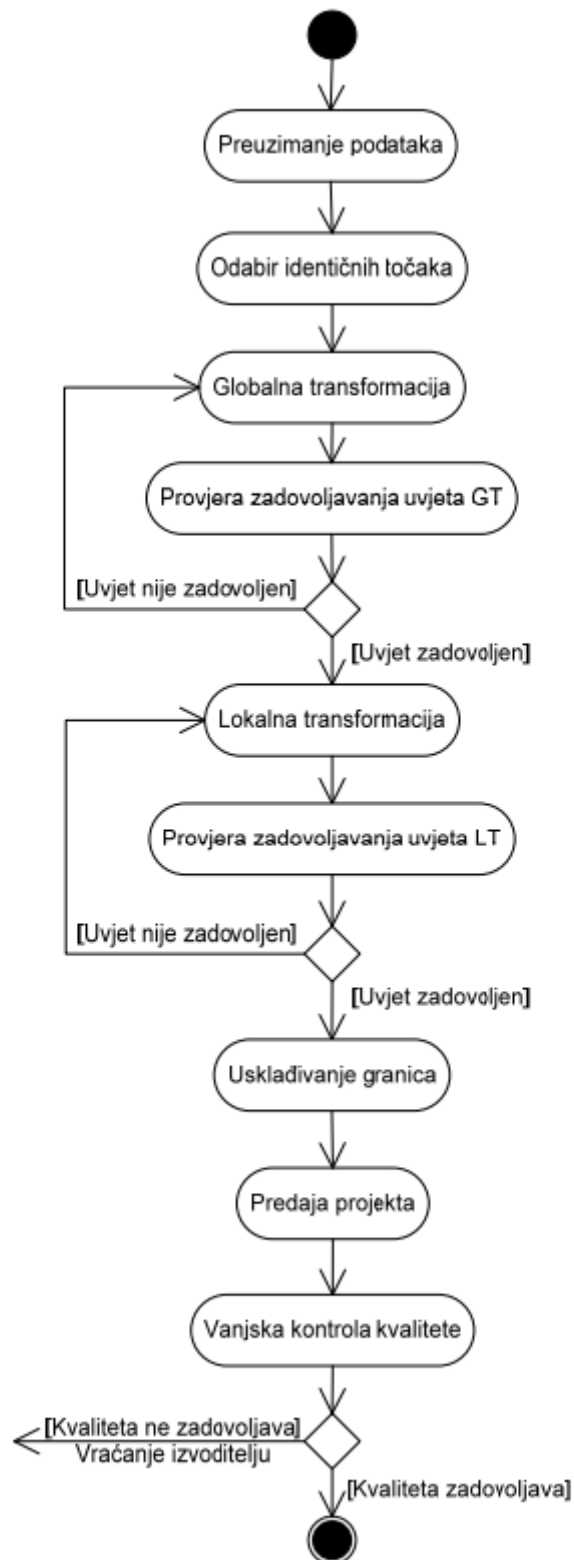 Preuzimanje podataka
Odabir identičnih točaka
Globalna transformacija
Provjera zadovoljavanja uvjeta GT
[Uvjet nije zadovoljen]
[Uvjet zadovoljen]
Lokalna transformacija
Provjera zadovoljavanja uvjeta LT
[Uvjet nije zadovoljen]
[Uvjet zadovoljen]
Usklađivanje granica
Predaja projekta
Vanjska kontrola kvalitete
[Kvaliteta ne zadovoljava]
Vraćanje izvoditelju
[Kvaliteta zadovoljava]